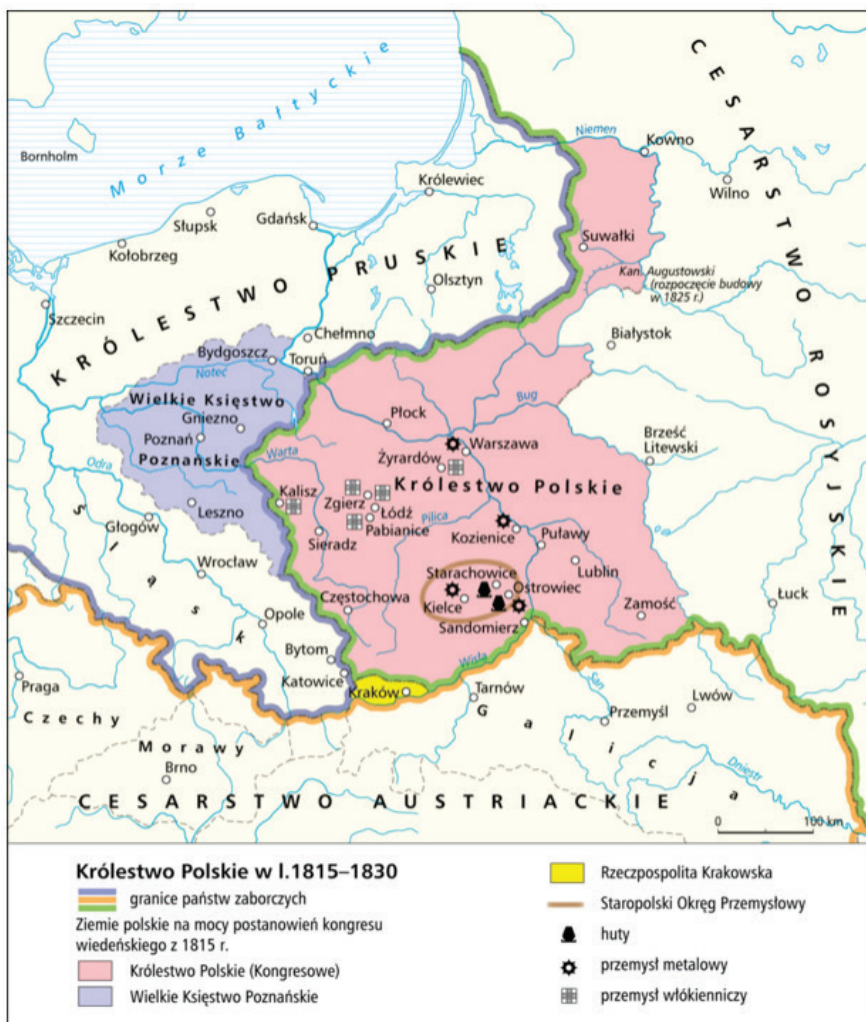 CESARSTWO ROSYJSKIE
Morze Bałtyckie
Bornholm
Niemen
Kowno
Wilno
Królewiec
Słupsk
Gdańsk
Kołobrzeg
Suwałki
KRÓLESTWO PRUSKIE
Olsztyn
Kan. Augustowski
(rozpoczęcie budowy
w 1825 r.)
Szczecin
Chełmno
Białystok
Bydgoszcz
Toruń
Noteć
Wielkie Księstwo
Gniezno
Płock
Bug
Poznań
Poznańskie
Warszawa
Brześć
Litewski
Odra
Warta
Żyrardów
Królestwo Polskie
Kalisz
Zgierz
Łódź
Głogów
Leszno
Pabianice
Pilica
Sieradz
Kozienice
Puławy
Śląsk
Wrocław
Lublin
Starachowice
Ostrowiec
Częstochowa
Kielce
Zamość
Łuck
Opole
Sandomierz
Bytom
Wisła
Katowice
Kraków
Tarnów
San
Lwów
Praga
Przemyśl
Czechy
Galicja
Morawy
Dniestr
Brno
CESARSTWO AUSTRIACKIE
0 100 km
Królestwo Polskie w l.1815–1830
granice państw zaborczych
Ziemie polskie na mocy postanowień kongresu
wiedeńskiego z 1815 r.
Królestwo Polskie (Kongresowe)
Wielkie Księstwo Poznańskie
Rzeczpospolita Krakowska
Staropolski Okręg Przemysłowy
huty
przemysł metalowy
przemysł włókienniczy